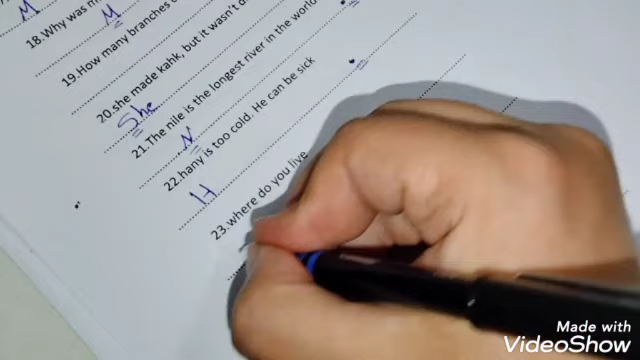 M
18.Why was
M
19.How many branches
20.she made kahk, but it wasn't
She
21.The nile is the longest river in the world
N
22.hany is too cold. He can be sick
H
23.where do you live
Made with
VideoShow